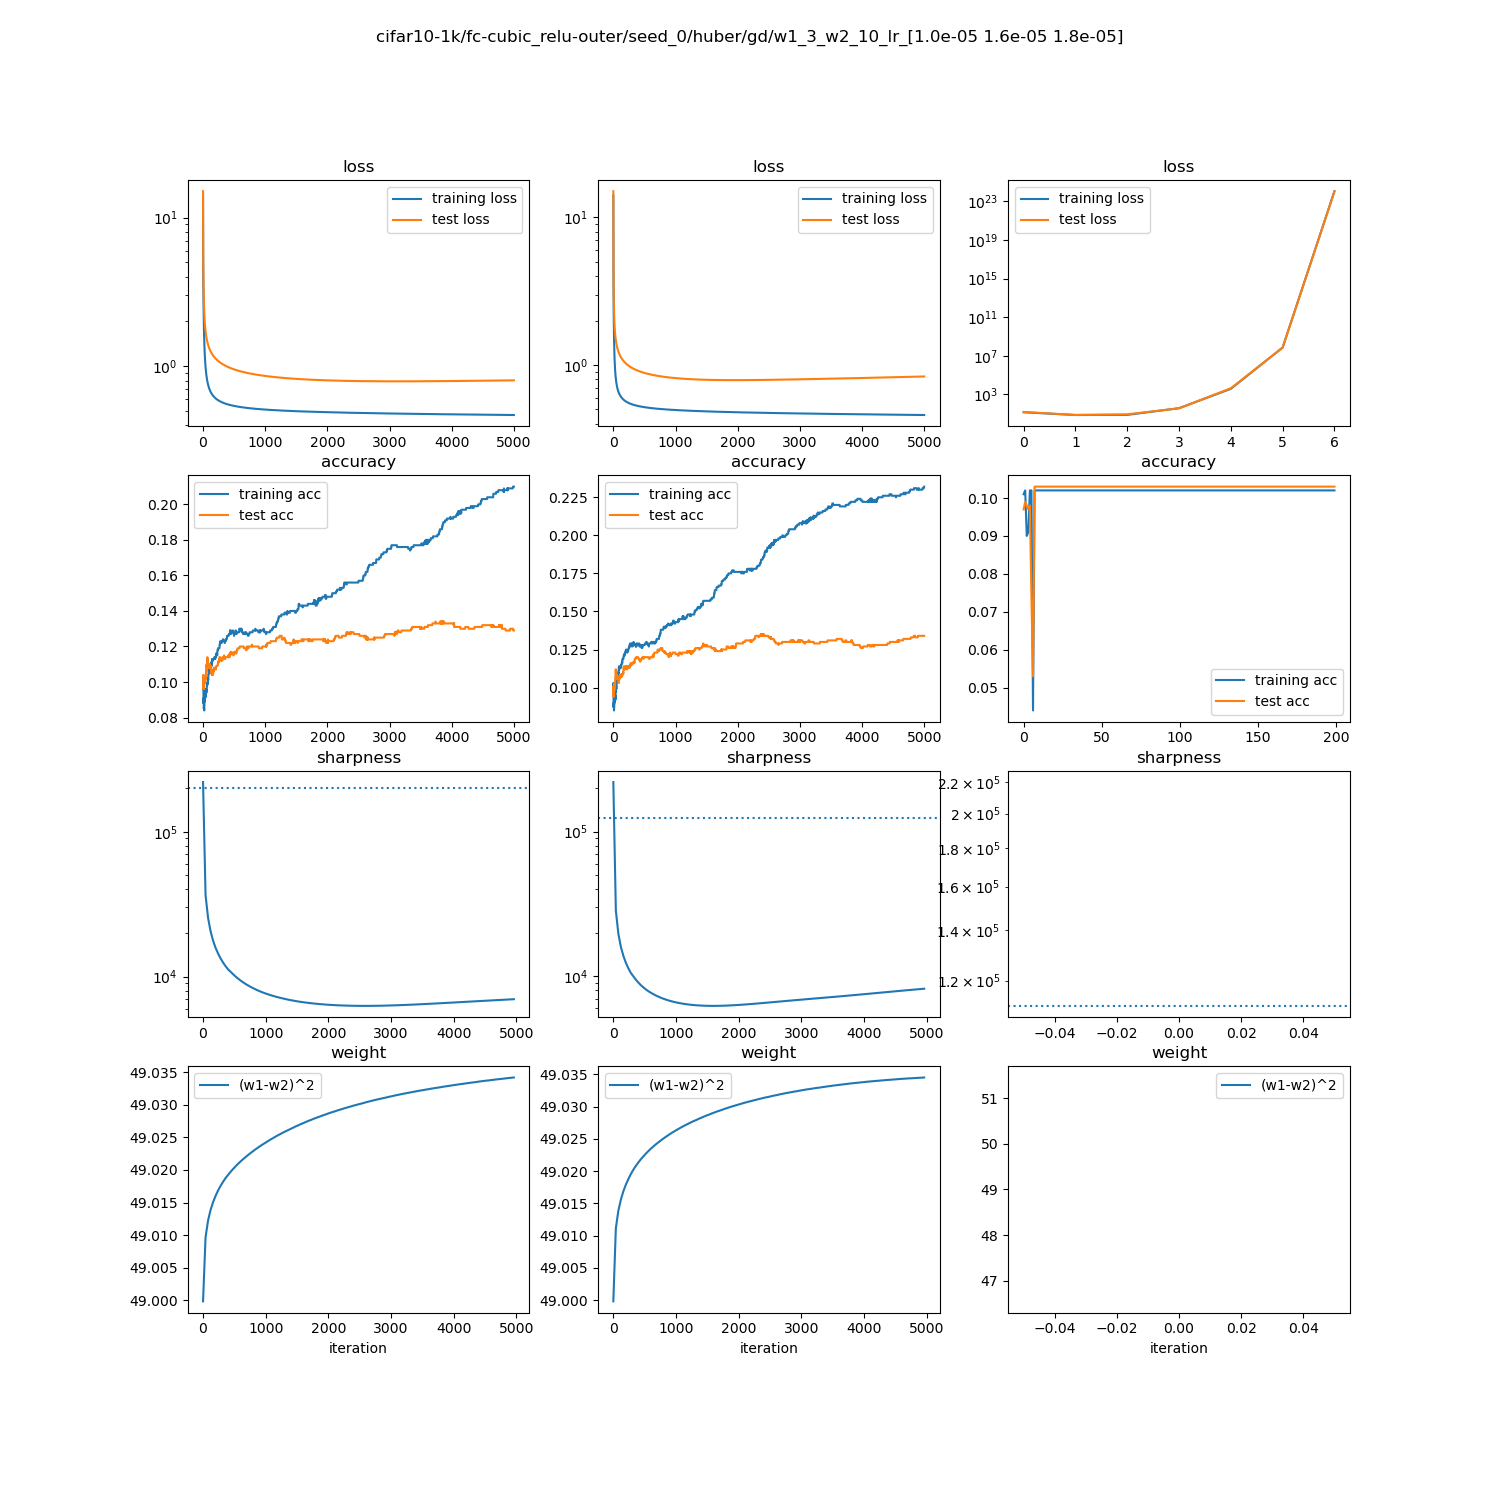 cifar10-1k/fc-cubic_relu-outer/seed_0/huber/gd/w1_3_w2_10_lr_[1.0e-05 1.6e-05 1.8e-05]
loss
training loss
test loss
10^1
10^0
0 1000 2000 3000 4000 5000
loss
training loss
test loss
10^1
10^0
0 1000 2000 3000 4000 5000
loss
training loss
test loss
10^23
10^19
10^15
10^11
10^7
10^3
0 1 2 3 4 5 6
accuracy
training acc
test acc
0.20
0.18
0.16
0.14
0.12
0.10
0.08
0 1000 2000 3000 4000 5000
accuracy
training acc
test acc
0.225
0.200
0.175
0.150
0.125
0.100
0 1000 2000 3000 4000 5000
accuracy
0.10
0.09
0.08
0.07
0.06
0.05
training acc
test acc
0 50 100 150 200
sharpness
10^5
10^4
0 1000 2000 3000 4000 5000
sharpness
10^5
10^4
0 1000 2000 3000 4000 5000
sharpness
2.2 × 10^5
2 × 10^5
1.8 × 10^5
1.6 × 10^5
1.4 × 10^5
1.2 × 10^5
−0.04 −0.02 0.00 0.02 0.04
weight
(w1-w2)^2
49.035
49.030
49.025
49.020
49.015
49.010
49.005
49.000
0 1000 2000 3000 4000 5000
iteration
weight
(w1-w2)^2
49.035
49.030
49.025
49.020
49.015
49.010
49.005
49.000
0 1000 2000 3000 4000 5000
iteration
weight
(w1-w2)^2
51
50
49
48
47
−0.04 −0.02 0.00 0.02 0.04
iteration